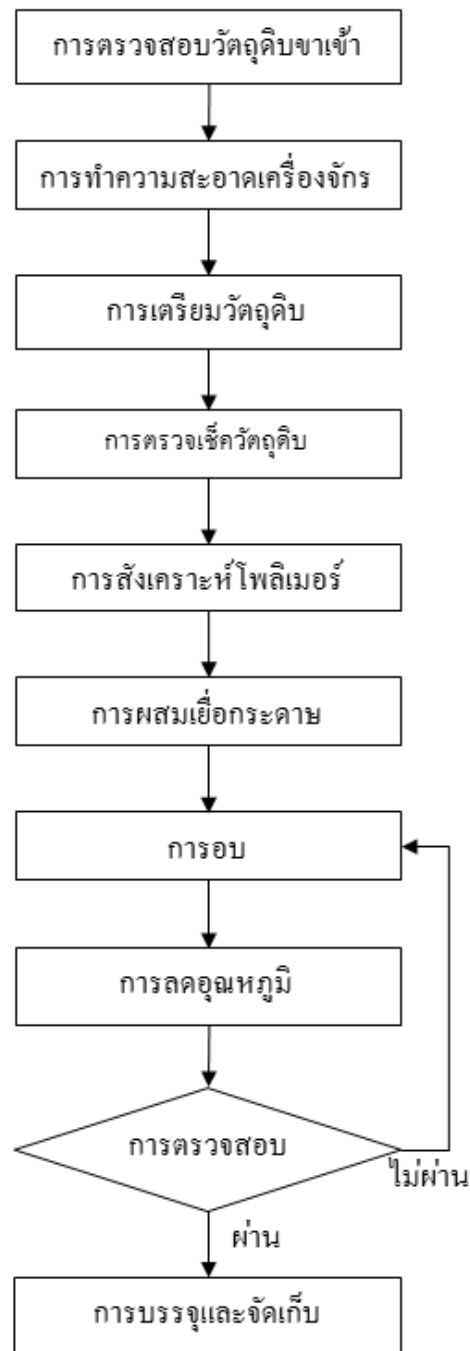 การตรวจสอบวัตถุดิบขาเข้า
การทำความสะอาดเครื่องจักร
การเตรียมวัตถุดิบ
การตรวจเช็ควัตถุดิบ
การสังเคราะห์โพลิเมอร์
การผสมเยื่อกระดาษ
การอบ
การลดอุณหภูมิ
การตรวจสอบ
ไม่ผ่าน
ผ่าน
การบรรจุและจัดเก็บ